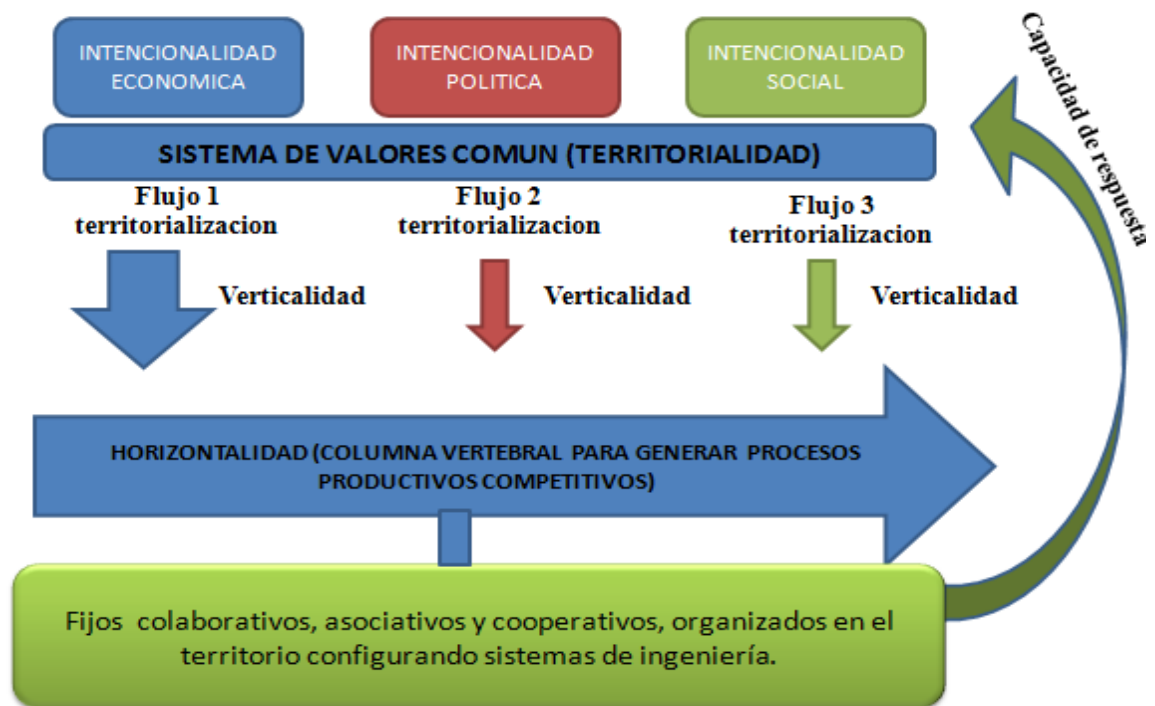 INTENCIONALIDAD
ECONOMICA
INTENCIONALIDAD
POLITICA
INTENCIONALIDAD
SOCIAL
SISTEMA DE VALORES COMUN (TERRITORIALIDAD)
Flujo 1
territorializacion
Flujo 2
territorializacion
Flujo 3
territorializacion
Verticalidad
Verticalidad
Verticalidad
Capacidad de respuesta
HORIZONTALIDAD (COLUMNA VERTEBRAL PARA GENERAR PROCESOS
PRODUCTIVOS COMPETITIVOS)
Fijos colaborativos, asociativos y cooperativos, organizados en el
territorio configurando sistemas de ingeniería.